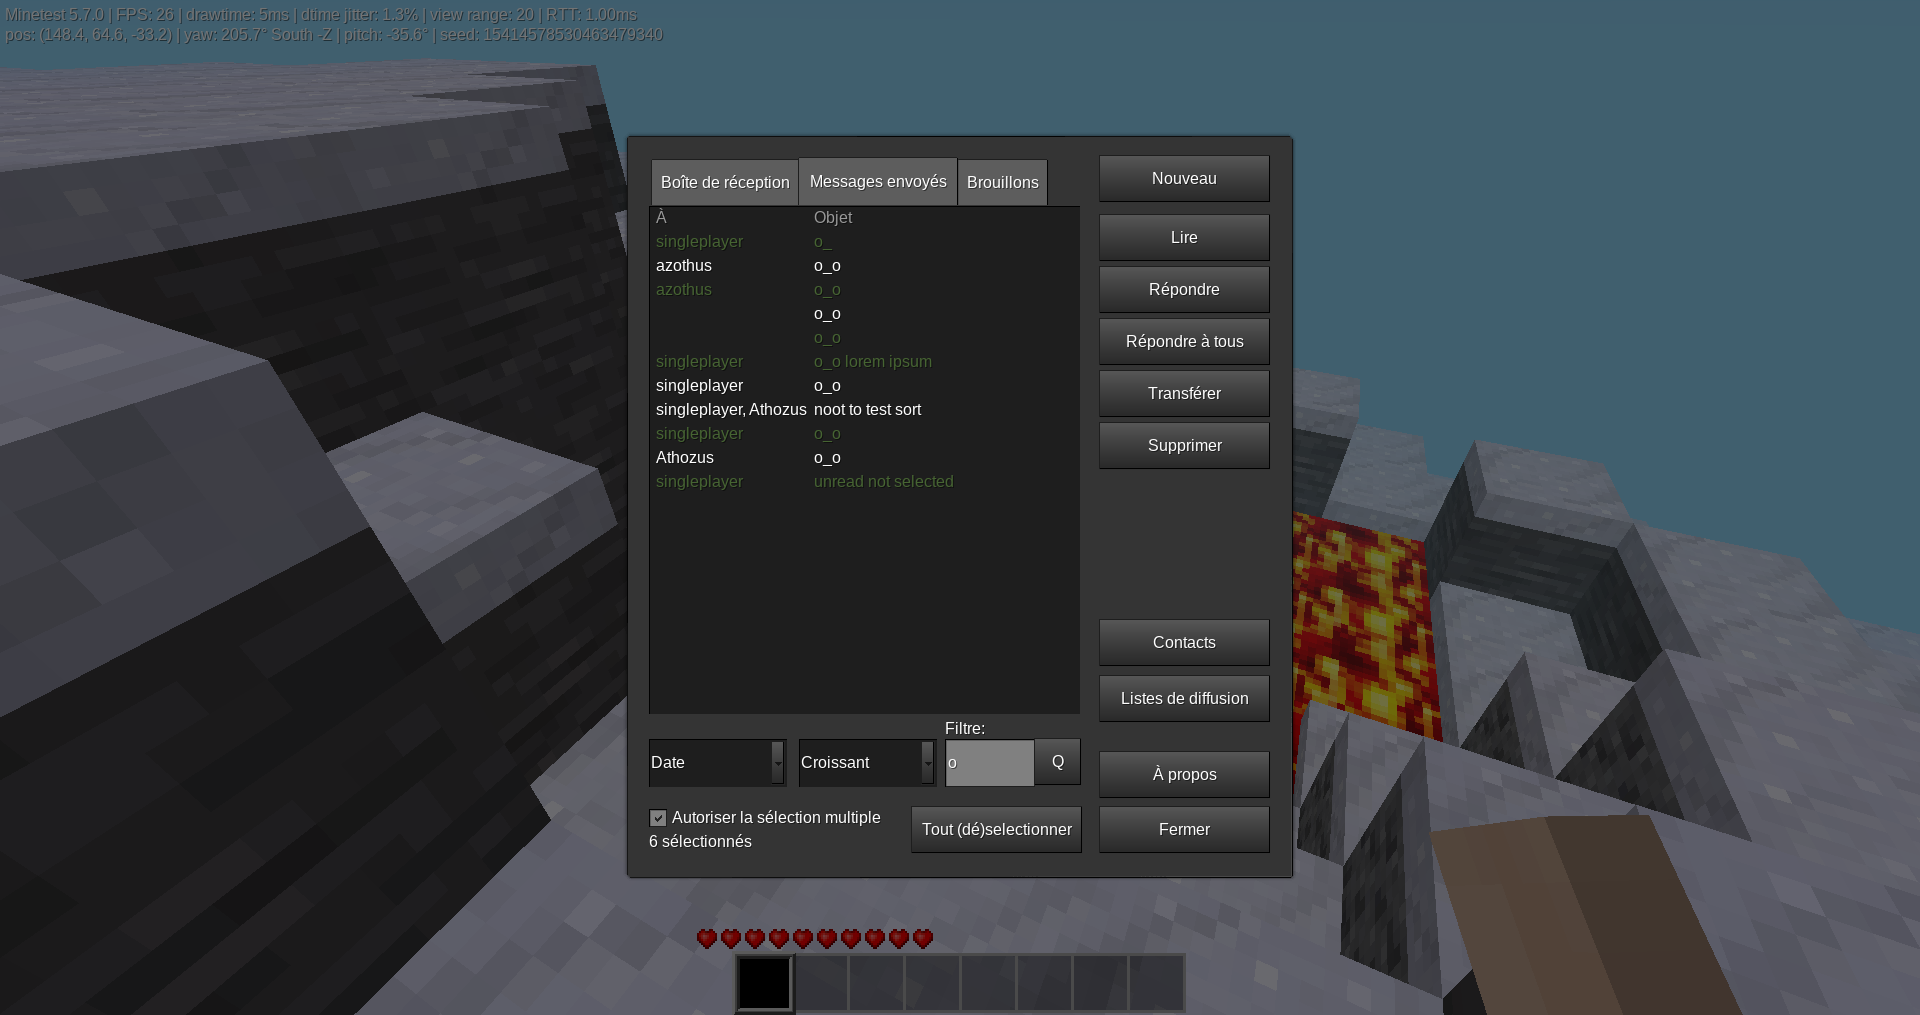 Minetest 5.7.0 | FPS: 26 | drawtime: 5ms | dtime jitter: 1.3% | view range: 20 | RTT: 1.00ms
pos: (148.4, 64.6, -33.2) | yaw: 205.7° South -Z | pitch: -35.6° | seed: 15414578530463479340
Boîte de réception Messages envoyés Brouillons
À Objet
singleplayer o_
azothus o_o
azothus o_o
o_o
o_o
singleplayer o_o lorem ipsum
singleplayer o_o
singleplayer, Athozus noot to test sort
singleplayer o_o
Athozus o_o
singleplayer unread not selected
Filtre:
Date Croissant o Q
Autoriser la sélection multiple
6 sélectionnés
Tout (dé)selectionner
Nouveau
Lire
Répondre
Répondre à tous
Transférer
Supprimer
Contacts
Listes de diffusion
À propos
Fermer